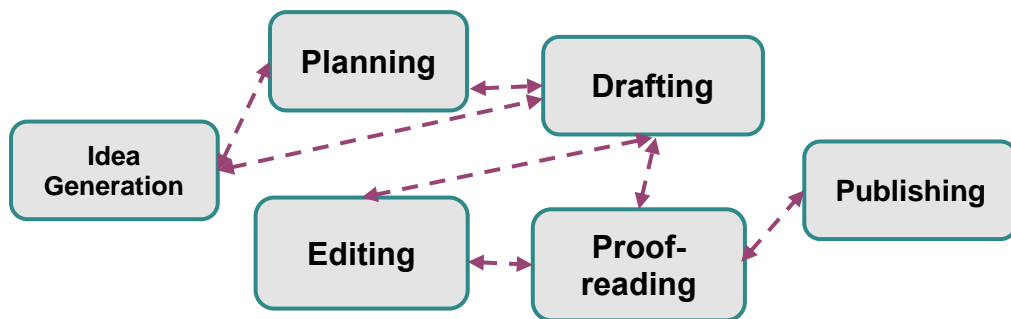 Planning
Drafting
Idea
Generation
Publishing
Editing
Proof-
reading